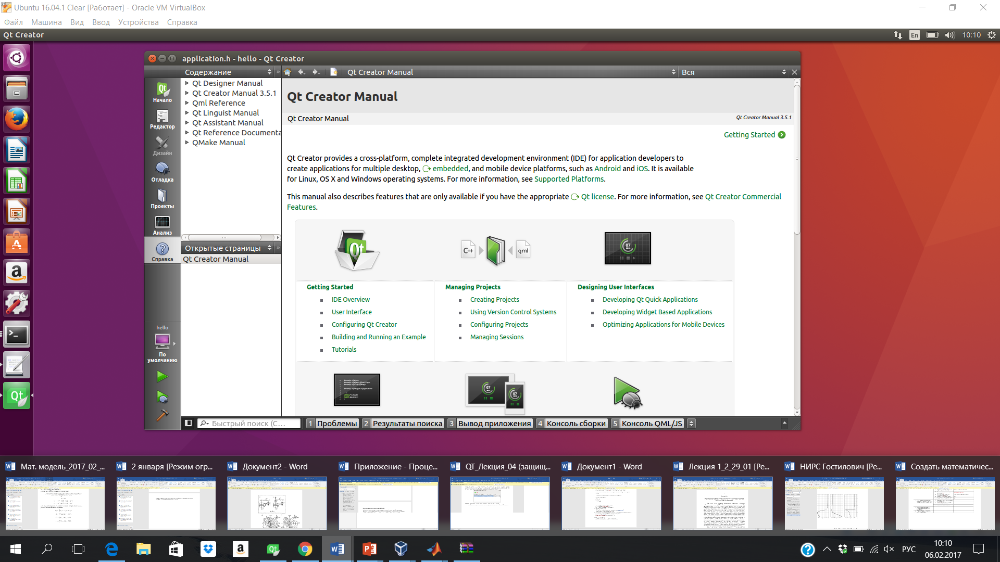 Ubuntu 16.04.1 Clear [Работает] - Oracle VM VirtualBox
Файл Машина Вид Ввод Устройства Справка
Qt Creator
En
10:10
application.h - hello - Qt Creator
Содержание
Qt Creator Manual
Вся
Qt Designer Manual
Qt Creator Manual 3.5.1
Qml Reference
Qt Linguist Manual
Qt Assistant Manual
Qt Reference Documenta
QMake Manual
Начало
Редактор
Дизайн
Отладка
Проекты
Анализ
Справка
Открытые страницы
Qt Creator Manual
hello
По
умолчанию
Qt Creator Manual
Qt Creator Manual
Qt Creator Manual 3.5.1
Getting Started
Qt Creator provides a cross-platform, complete integrated development environment (IDE) for application developers to
create applications for multiple desktop, embedded, and mobile device platforms, such as Android and iOS. It is available
for Linux, OS X and Windows operating systems. For more information, see Supported Platforms.
This manual also describes features that are only available if you have the appropriate Qt license. For more information, see Qt Creator Commercial
Features.
Qt
C++
qml
07
Getting Started
IDE Overview
User Interface
Configuring Qt Creator
Building and Running an Example
Tutorials
Managing Projects
Creating Projects
Using Version Control Systems
Configuring Projects
Managing Sessions
Designing User Interfaces
Developing Qt Quick Applications
Developing Widget Based Applications
Optimizing Applications for Mobile Devices
07
07
Быстрый поиск (С...
1 Проблемы
2 Результаты поиска
3 Вывод приложения
4 Консоль сборки
5 Консоль QML/JS
Мат. модель_2017_02_...
2 января [Режим огр...
Документ2 - Word
Приложение - Проце...
QT_Лекция_04 (защищ...
Документ1 - Word
Лекция 1_2_29_01 [Ре...
НИРС Гостилович [Ре...
Создать математичес...
РУС
10:10
06.02.2017